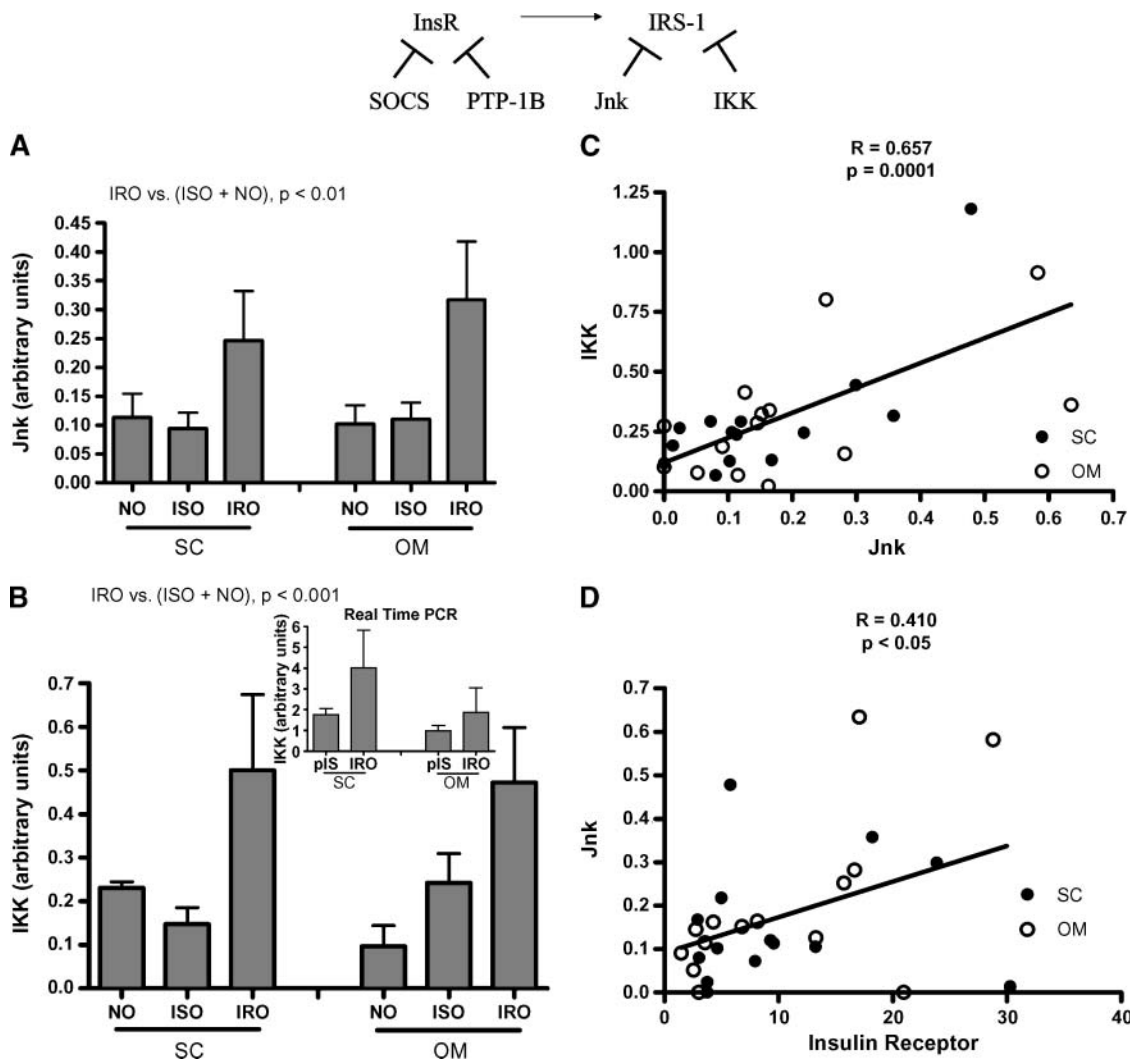 InsR IRS-1
SOCS PTP-1B Jnk IKK
A
IRO vs. (ISO + NO), p < 0.01
Jnk (arbitrary units)
0.45
0.40
0.35
0.30
0.25
0.20
0.15
0.10
0.05
0.00
NO ISO IRO NO ISO IRO
SC OM
C
R = 0.657
p = 0.0001
IKK
1.25
1.00
0.75
0.50
0.25
0.00
SC
OM
0.0 0.1 0.2 0.3 0.4 0.5 0.6 0.7
Jnk
B
IRO vs. (ISO + NO), p < 0.001
Real Time PCR
IKK (arbitrary units)
6
5
4
3
2
1
0
pIS IRO pIS IRO
SC OM
IKK (arbitrary units)
0.7
0.6
0.5
0.4
0.3
0.2
0.1
0.0
NO ISO IRO NO ISO IRO
SC OM
D
R = 0.410
p < 0.05
Jnk
0.7
0.6
0.5
0.4
0.3
0.2
0.1
0.0
SC
OM
0 10 20 30 40
Insulin Receptor